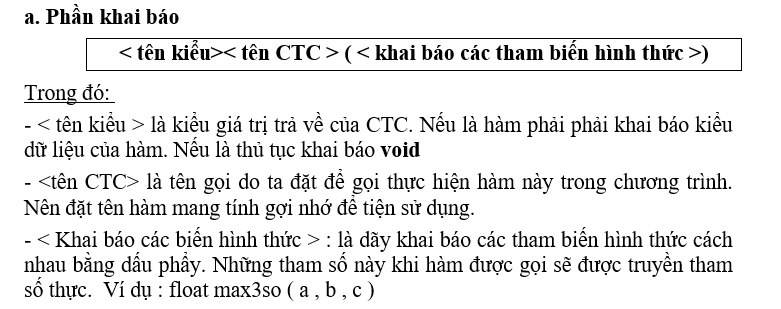 a. Phần khai báo
< tên kiểu>< tên CTC > ( < khai báo các tham biến hình thức >)
Trong đó:
- < tên kiểu > là kiểu giá trị trả về của CTC. Nếu là hàm phải phải khai báo kiểu
dữ liệu của hàm. Nếu là thủ tục khai báo void
- <tên CTC> là tên gọi do ta đặt để gọi thực hiện hàm này trong chương trình.
Nên đặt tên hàm mang tính gợi nhớ để tiện sử dụng.
- < Khai báo các biến hình thức > : là dãy khai báo các tham biến hình thức cách
nhau bằng dấu phẩy. Những tham số này khi hàm được gọi sẽ được truyền tham
số thực. Ví dụ : float max3so ( a , b , c )